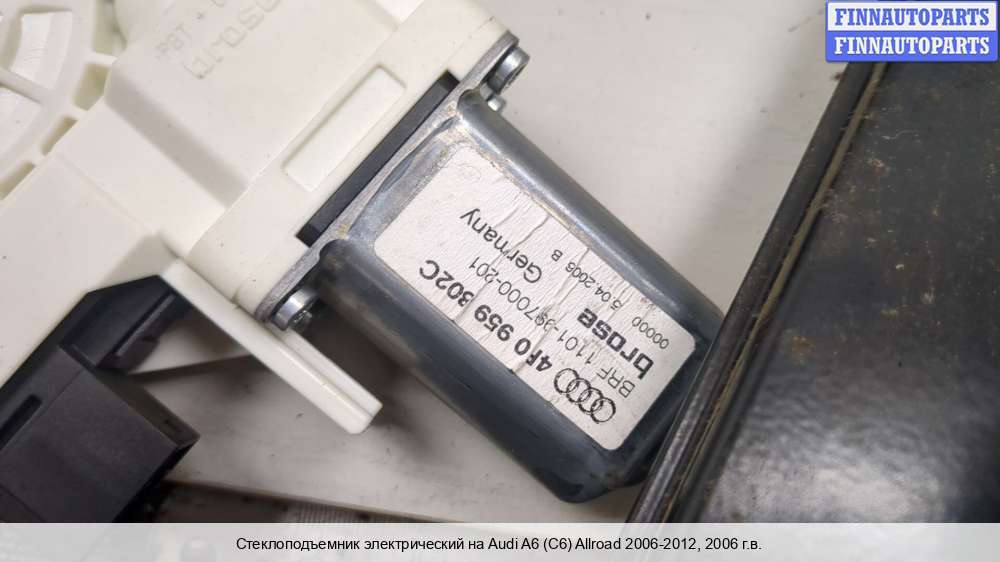 FINNAUTOPARTS
FINNAUTOPARTS
4F0 959 802C
BRF 1101-397000-201
brose Germany
00000 5.04.2006 B
Стеклоподъемник электрический на Audi A6 (C6) Allroad 2006-2012, 2006 г.в.